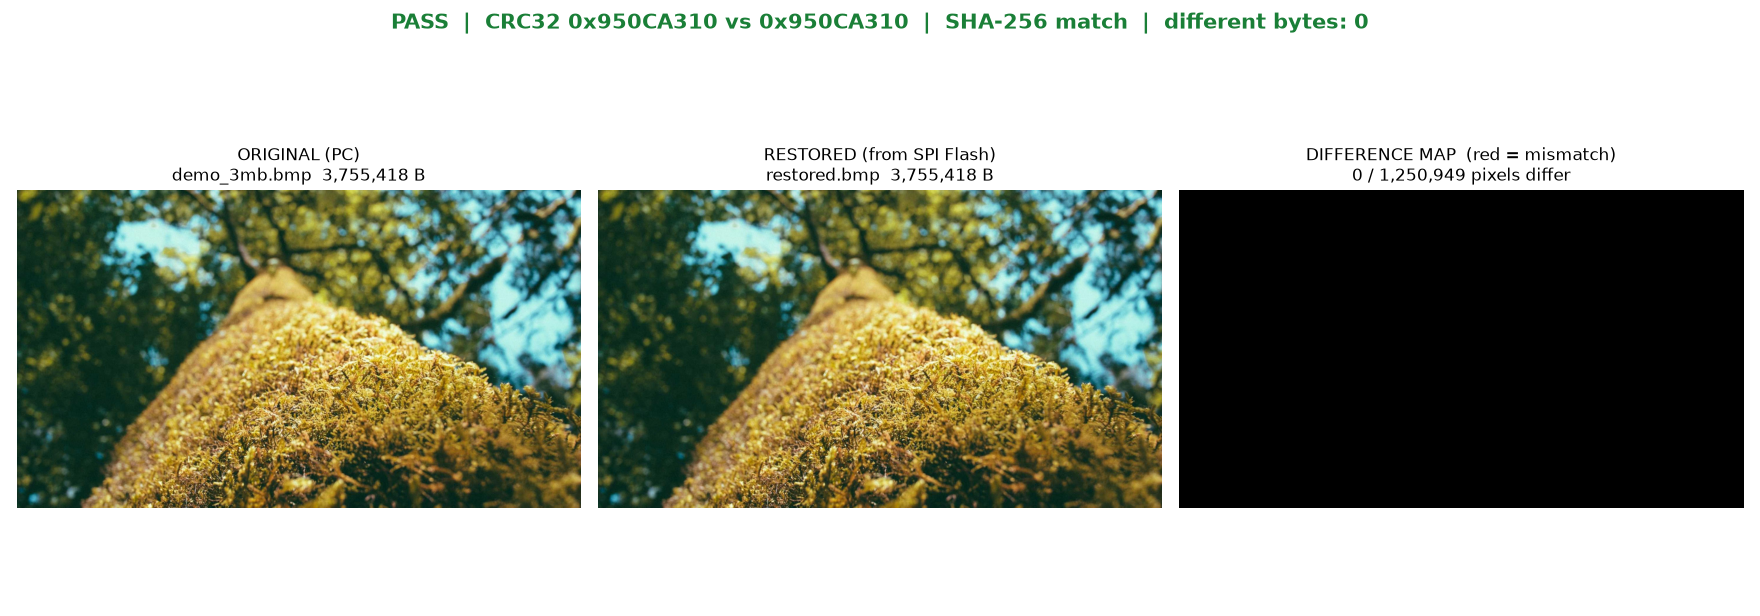 PASS | CRC32 0x950CA310 vs 0x950CA310 | SHA-256 match | different bytes: 0
ORIGINAL (PC)
demo_3mb.bmp 3,755,418 B
RESTORED (from SPI Flash)
restored.bmp 3,755,418 B
DIFFERENCE MAP (red = mismatch)
0 / 1,250,949 pixels differ